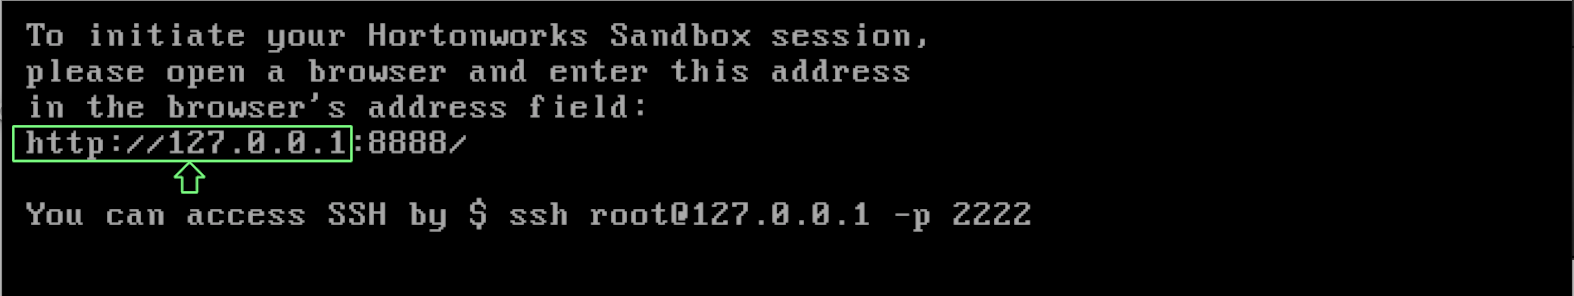 To initiate your Hortonworks Sandbox session,
please open a browser and enter this address
in the browser's address field:
http://127.0.0.1:8888/
You can access SSH by $ ssh root@127.0.0.1 -p 2222